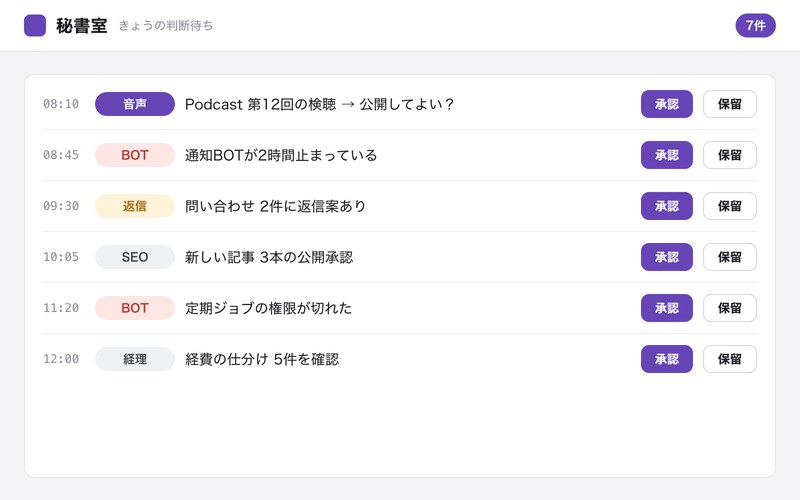 秘書室 きょうの判断待ち 7件
08:10 音声 Podcast 第12回の検聴 → 公開してよい？ 承認 保留
08:45 BOT 通知BOTが2時間止まっている 承認 保留
09:30 返信 問い合わせ 2件に返信案あり 承認 保留
10:05 SEO 新しい記事 3本の公開承認 承認 保留
11:20 BOT 定期ジョブの権限が切れた 承認 保留
12:00 経理 経費の仕分け 5件を確認 承認 保留